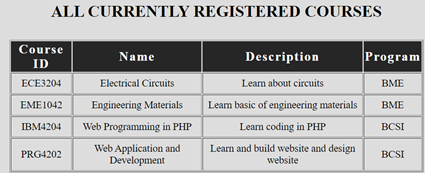 ALL CURRENTLY REGISTERED COURSES
Course ID Name Description Program
ECE3204 Electrical Circuits Learn about circuits BME
EME1042 Engineering Materials Learn basic of engineering materials BME
IBM4204 Web Programming in PHP Learn coding in PHP BCSI
PRG4202 Web Application and Development Learn and build website and design website BCSI